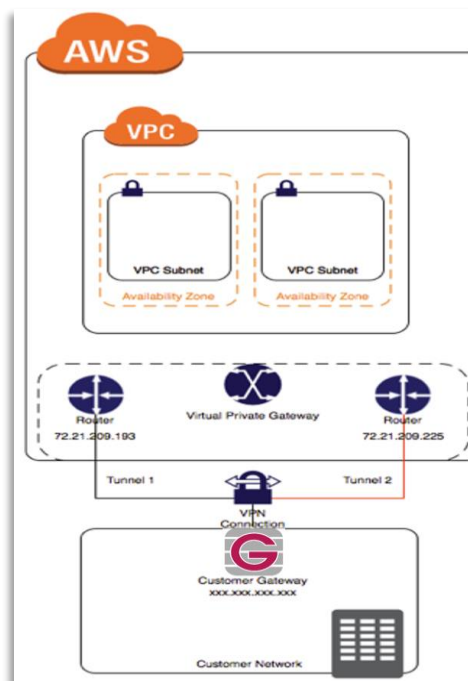 AWS
VPC
VPC Subnet
VPC Subnet
Availability Zone
Availability Zone
Virtual Private Gateway
Router
72.21.209.193
Router
72.21.209.225
Tunnel 1
Tunnel 2
VPN
Connection
G
Customer Gateway
xxx.xxx.xxx.xxx
Customer Network